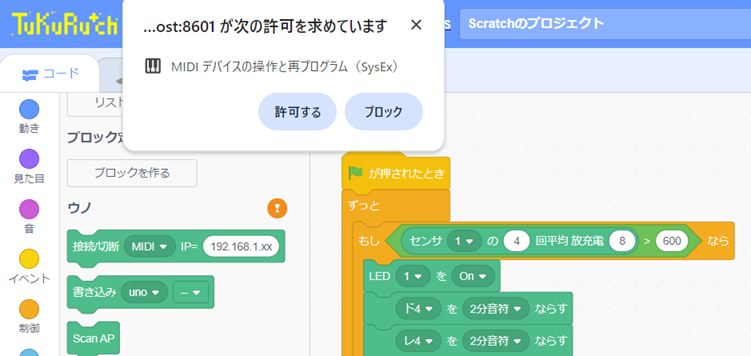 TuKuRutch
...ost:8601 が次の許可を求めています
MIDI デバイスの操作と再プログラム（SysEx）
許可する
ブロック
Scratchのプロジェクト
コード
動き
見た目
音
イベント
制御
リスト
ブロック定
ブロックを作る
ウノ
接続/切断 MIDI IP= 192.168.1.xx
書き込み uno –
Scan AP
が押されたとき
ずっと
もし センサ 1 の 4 回平均 放充電 8 > 600 なら
LED 1 を On
ド4 を 2分音符 ならす
レ4 を 2分音符 ならす